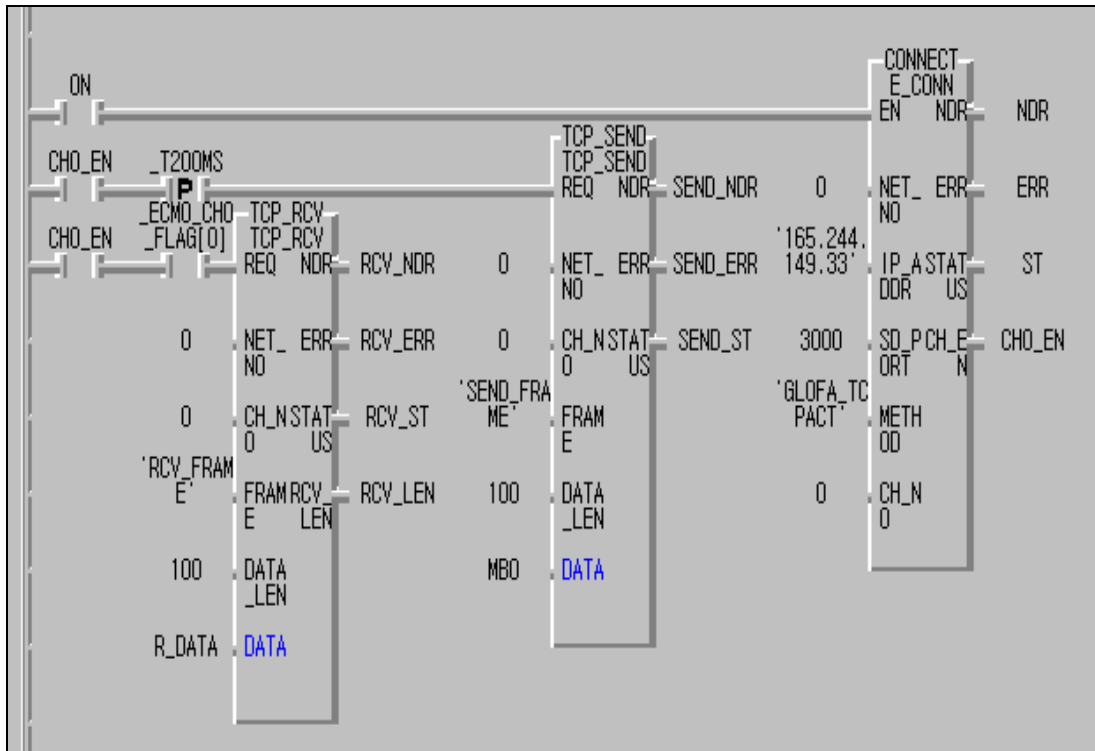 ON
CONNECT
E_CONN
EN NDR NDR
CH0_EN _T200MS
P
TCP_SEND
TCP_SEND
REQ NDR SEND_NDR
0 NET_ ERR ERR
NO
_ECM0_CH0
_FLAG[0]
CH0_EN
TCP_RCV
TCP_RCV
REQ NDR RCV_NDR
0 NET_ ERR SEND_ERR
NO
'165.244.
149.33' IP_A STAT ST
DDR US
0 NET_ ERR RCV_ERR
NO
0 CH_N STAT SEND_ST
O US
3000 SD_P CH_E CH0_EN
ORT N
0 CH_N STAT RCV_ST
O US
'SEND_FRA
ME' FRAM
E
'GLOFA_TC
PACT' METH
OD
'RCV_FRAM
E' FRAM RCV_ RCV_LEN
E LEN
100 DATA
_LEN
0 CH_N
O
100 DATA
_LEN
MB0 DATA
R_DATA DATA